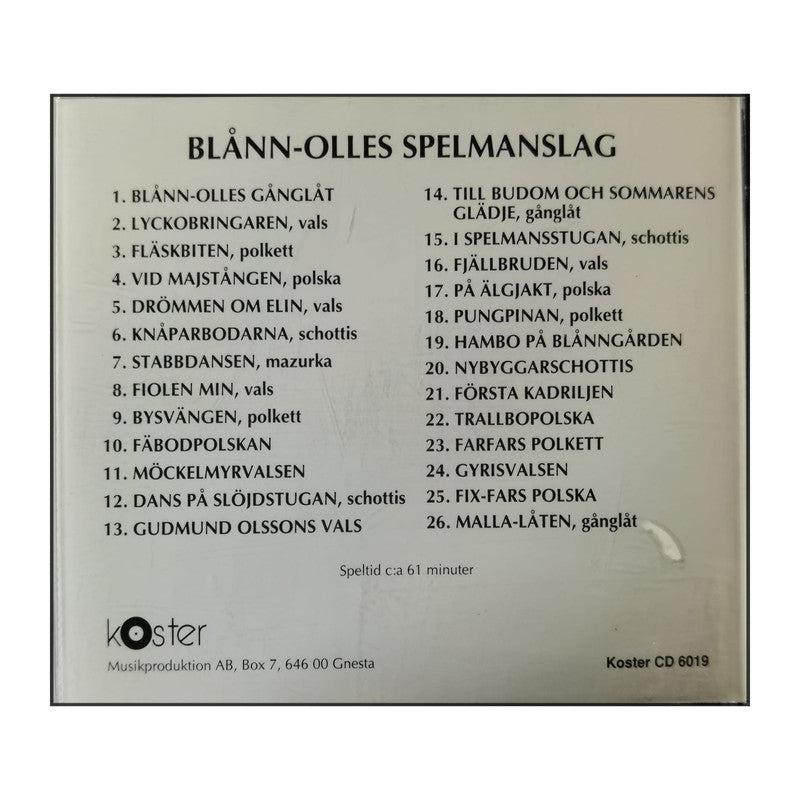 BLÅNN-OLLES SPELMANSLAG
1. BLÅNN-OLLES GÅNGLÅT
2. LYCKOBRINGAREN, vals
3. FLÄSKBITEN, polkett
4. VID MAJSTÅNGEN, polska
5. DRÖMMEN OM ELIN, vals
6. KNÅPARBODARNA, schottis
7. STABBDANSEN, mazurka
8. FIOLEN MIN, vals
9. BYSVÄNGEN, polkett
10. FÄBODPOLSKAN
11. MÖCKELMYRVALSEN
12. DANS PÅ SLÖJDSTUGAN, schottis
13. GUDMUND OLSSONS VALS
14. TILL BUDOM OCH SOMMARENS
GLÄDJE, gånglåt
15. I SPELMANSSTUGAN, schottis
16. FJÄLLBRUDEN, vals
17. PÅ ÄLGJAKT, polska
18. PUNGPINAN, polkett
19. HAMBO PÅ BLÅNNGÅRDEN
20. NYBYGGARSCHOTTIS
21. FÖRSTA KADRILJEN
22. TRALLBOPOLSKA
23. FARFARS POLKETT
24. GYRISVALSEN
25. FIX-FARS POLSKA
26. MALLA-LÅTEN, gånglåt
Speltid c:a 61 minuter
kOster
Musikproduktion AB, Box 7, 646 00 Gnesta
Koster CD 6019